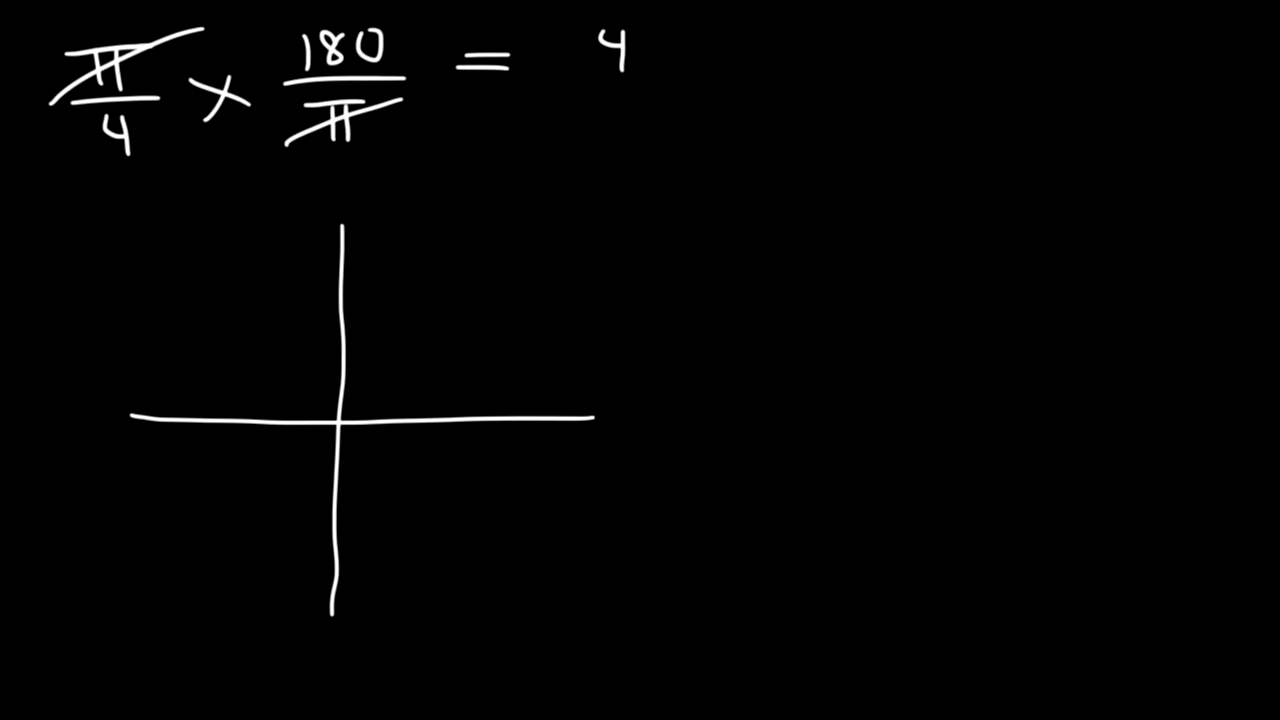 π/4 × 180/π = 4